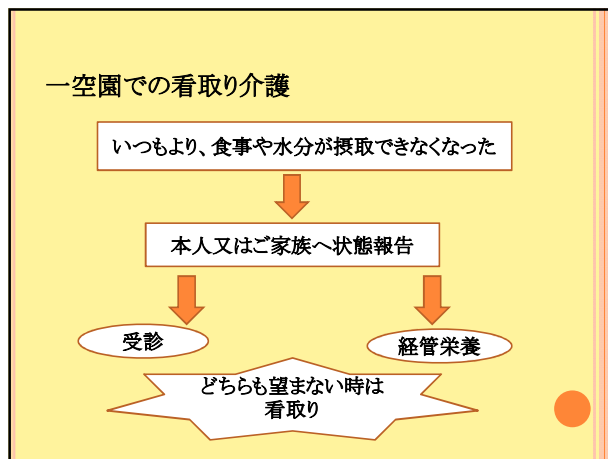 一空園での看取り介護
いつもより、食事や水分が摂取できなくなった
本人又はご家族へ状態報告
受診
経管栄養
どちらも望まない時は
看取り